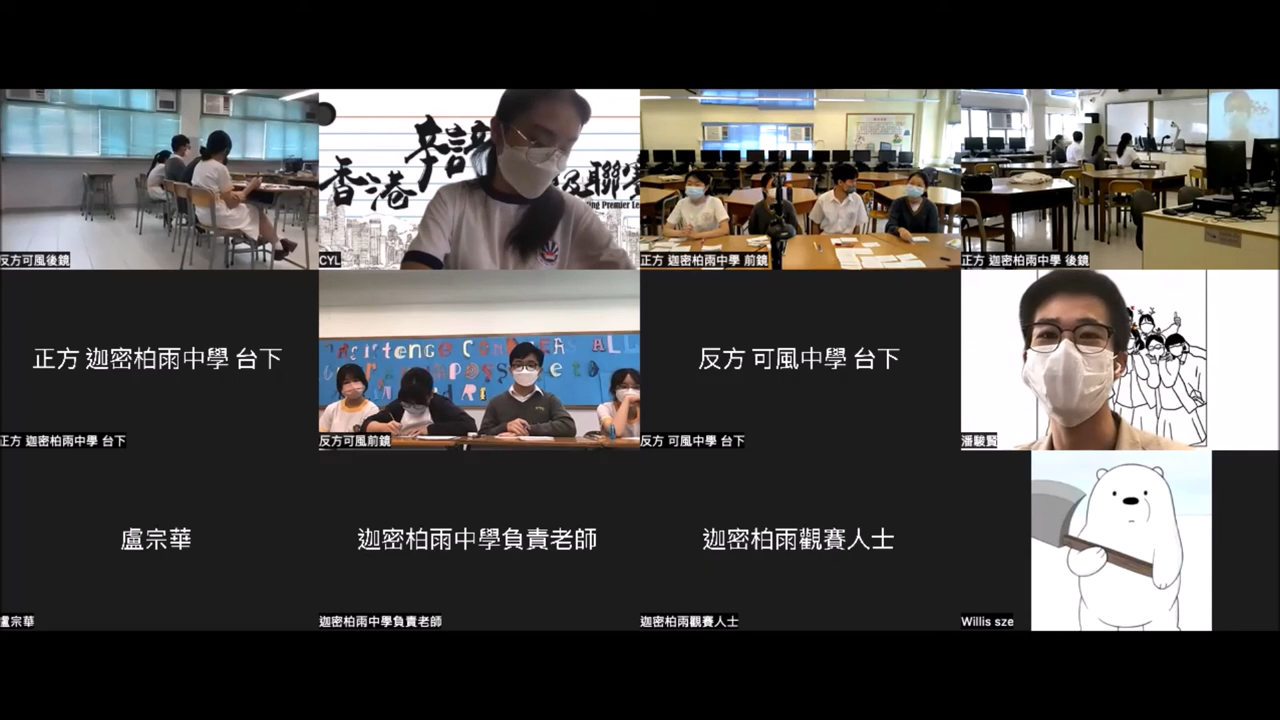 反方可風後鏡
香港
聯
ing Premier Le
CYL
正方 迦密柏雨中學 前鏡
正方 迦密柏雨中學 後鏡
正方 迦密柏雨中學 台下
正方 迦密柏雨中學 台下
ALL
反方可風前鏡
反方 可風中學 台下
反方 可風中學 台下
潘駿賢
盧宗華
盧宗華
迦密柏雨中學負責老師
迦密柏雨中學負責老師
迦密柏雨觀賽人士
迦密柏雨觀賽人士
Willis sze